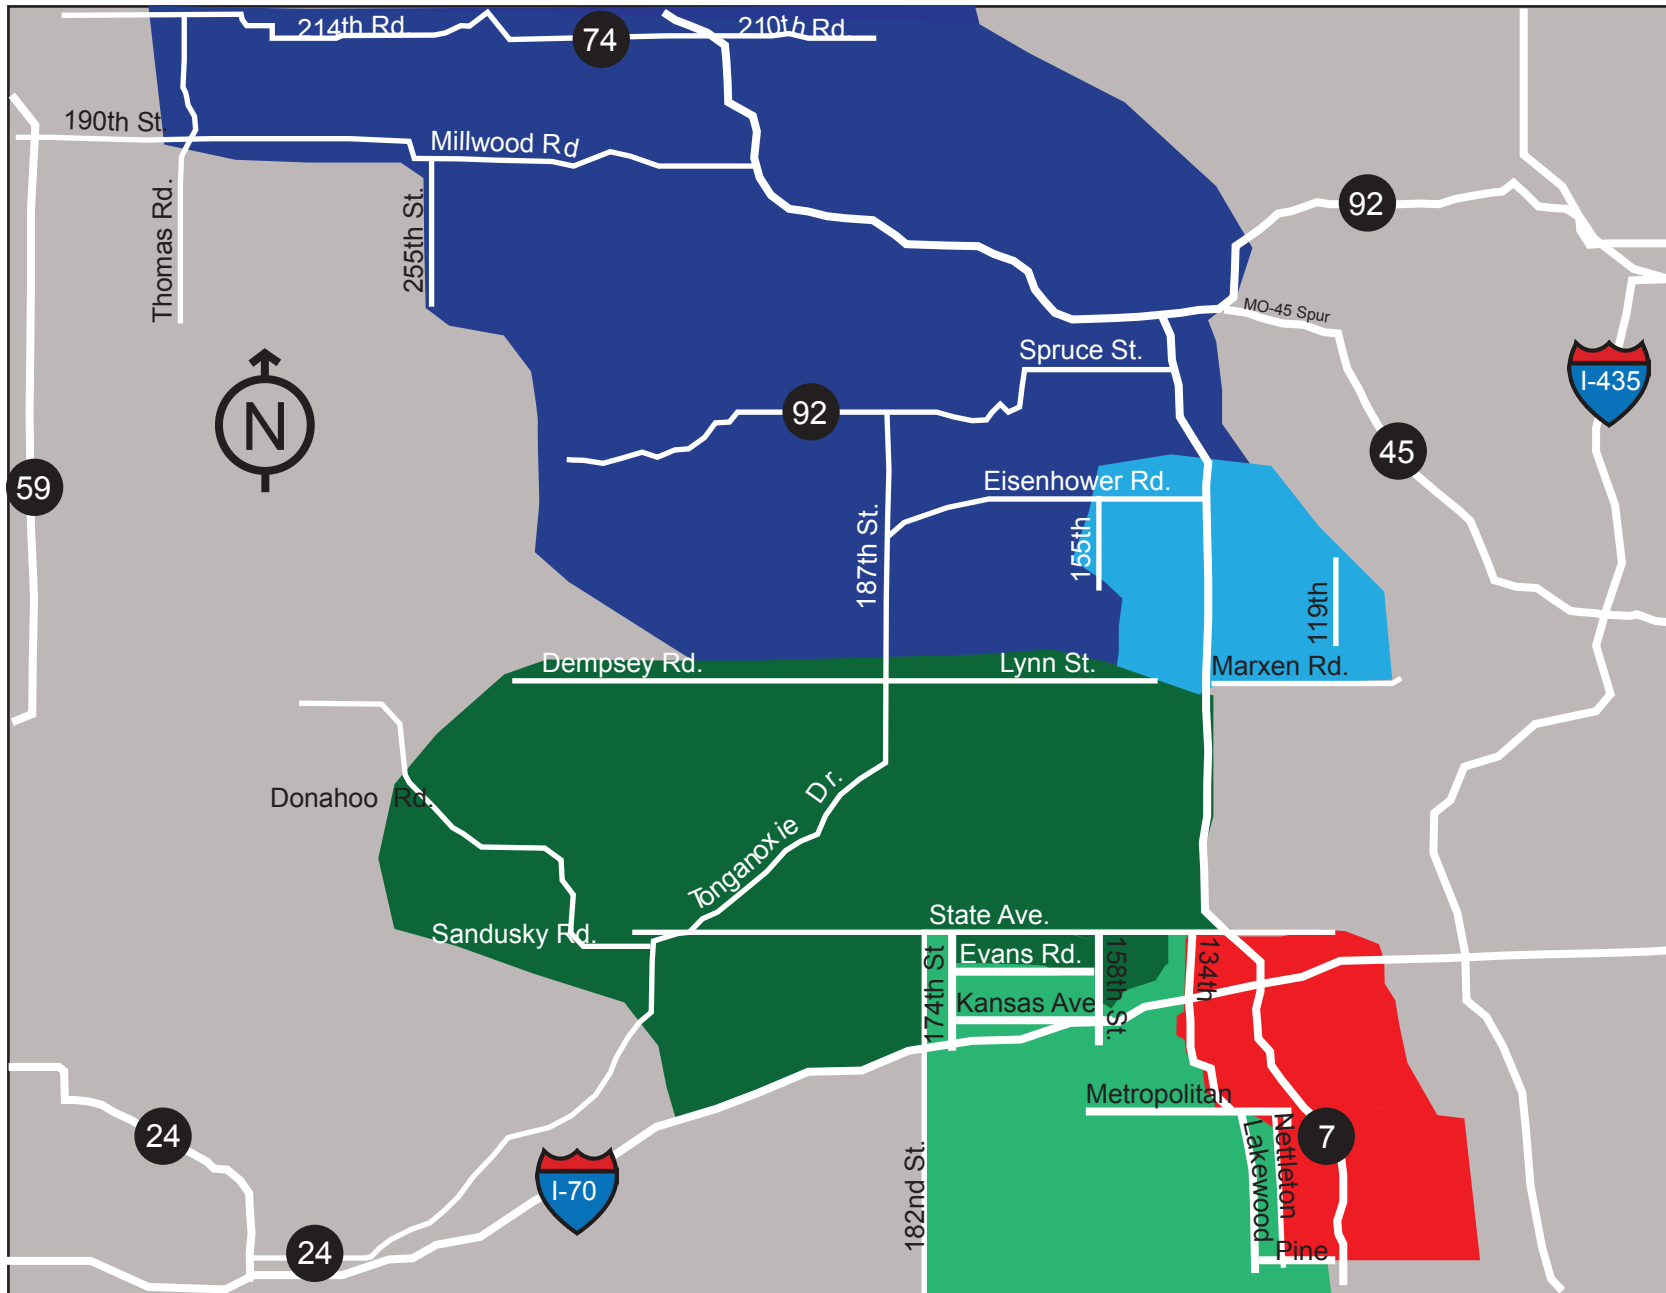 214th Rd.
210th Rd
74
190th St.
Millwood Rd
Thomas Rd.
255th St.
92
MO-45 Spur
Spruce St.
I-435
N
92
45
59
Eisenhower Rd.
155th
187th St.
119th
Dempsey Rd.
Lynn St.
Marxen Rd.
Donahoo Rd.
Tonganoxie Dr.
State Ave.
Sandusky Rd.
Evans Rd.
174th St
158th St.
134th
Kansas Ave
Metropolitan
24
7
Lakewood
Nettleton
I-70
182nd St.
24
Pine